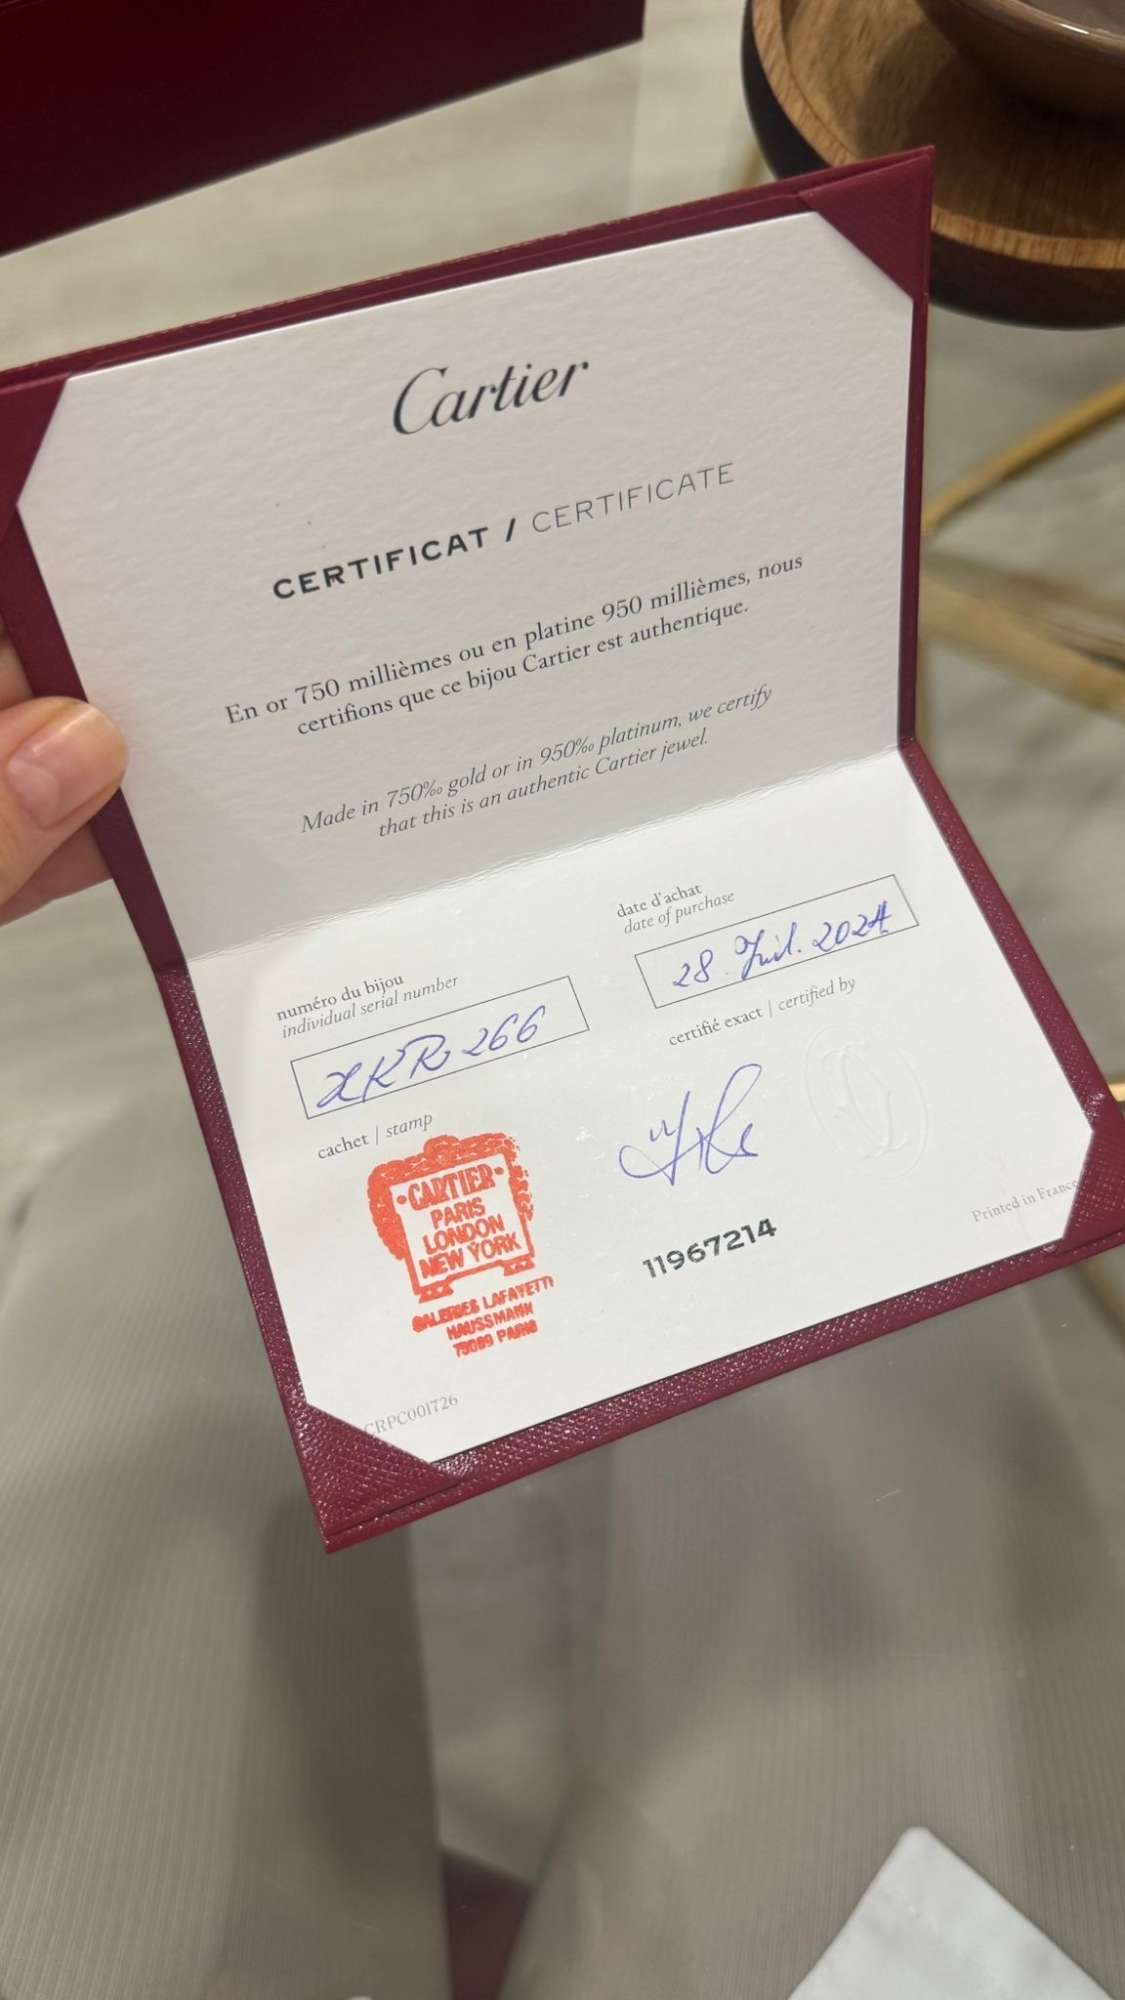 Cartier
CERTIFICAT / CERTIFICATE
En or 750 millièmes ou en platine 950 millièmes, nous
certifions que ce bijou Cartier est authentique.
Made in 750‰ gold or in 950‰ platinum, we certify
that this is an authentic Cartier jewel.
numéro du bijou
individual serial number
XKR 266
date d'achat
date of purchase
28 Juil. 2024
certifié exact | certified by
cachet | stamp
CARTIER
PARIS
LONDON
NEW YORK
GALERIES LAFAYETTE
HAUSSMANN
75009 PARIS
11967214
Printed in France
CRPC001726